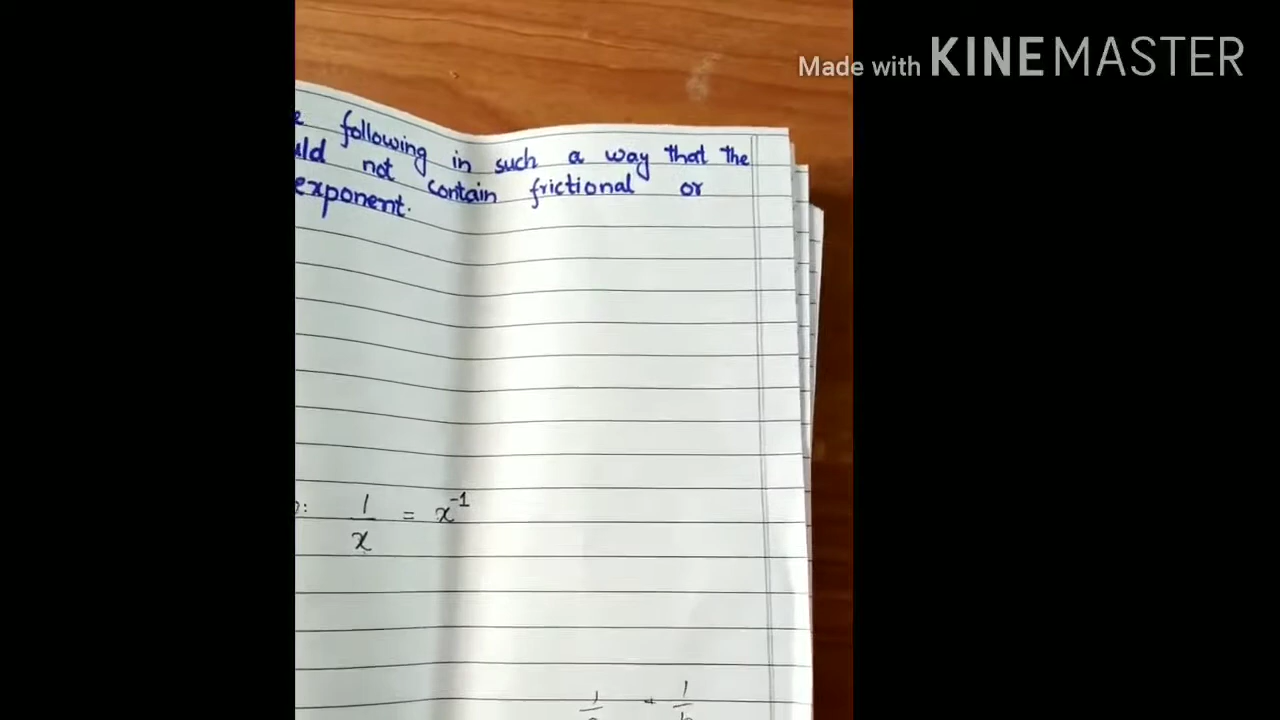 Made with KINEMASTER
following in such a way that the
not contain frictional or
exponent.
1/x = x⁻¹